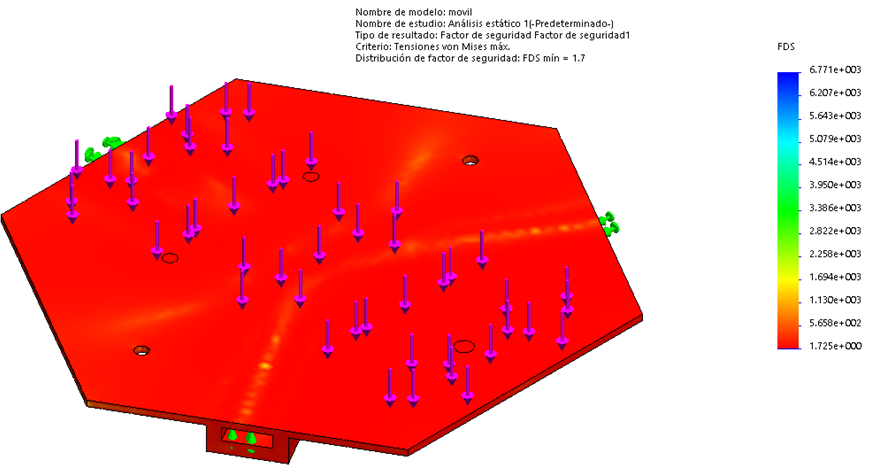 Nombre de modelo: movil
Nombre de estudio: Análisis estático 1(-Predeterminado-)
Tipo de resultado: Factor de seguridad Factor de seguridad1
Criterio: Tensiones von Mises máx.
Distribución de factor de seguridad: FDS mín = 1.7
FDS
6.771e+003
6.207e+003
5.643e+003
5.079e+003
4.514e+003
3.950e+003
3.386e+003
2.822e+003
2.258e+003
1.694e+003
1.130e+003
5.658e+002
1.725e+000